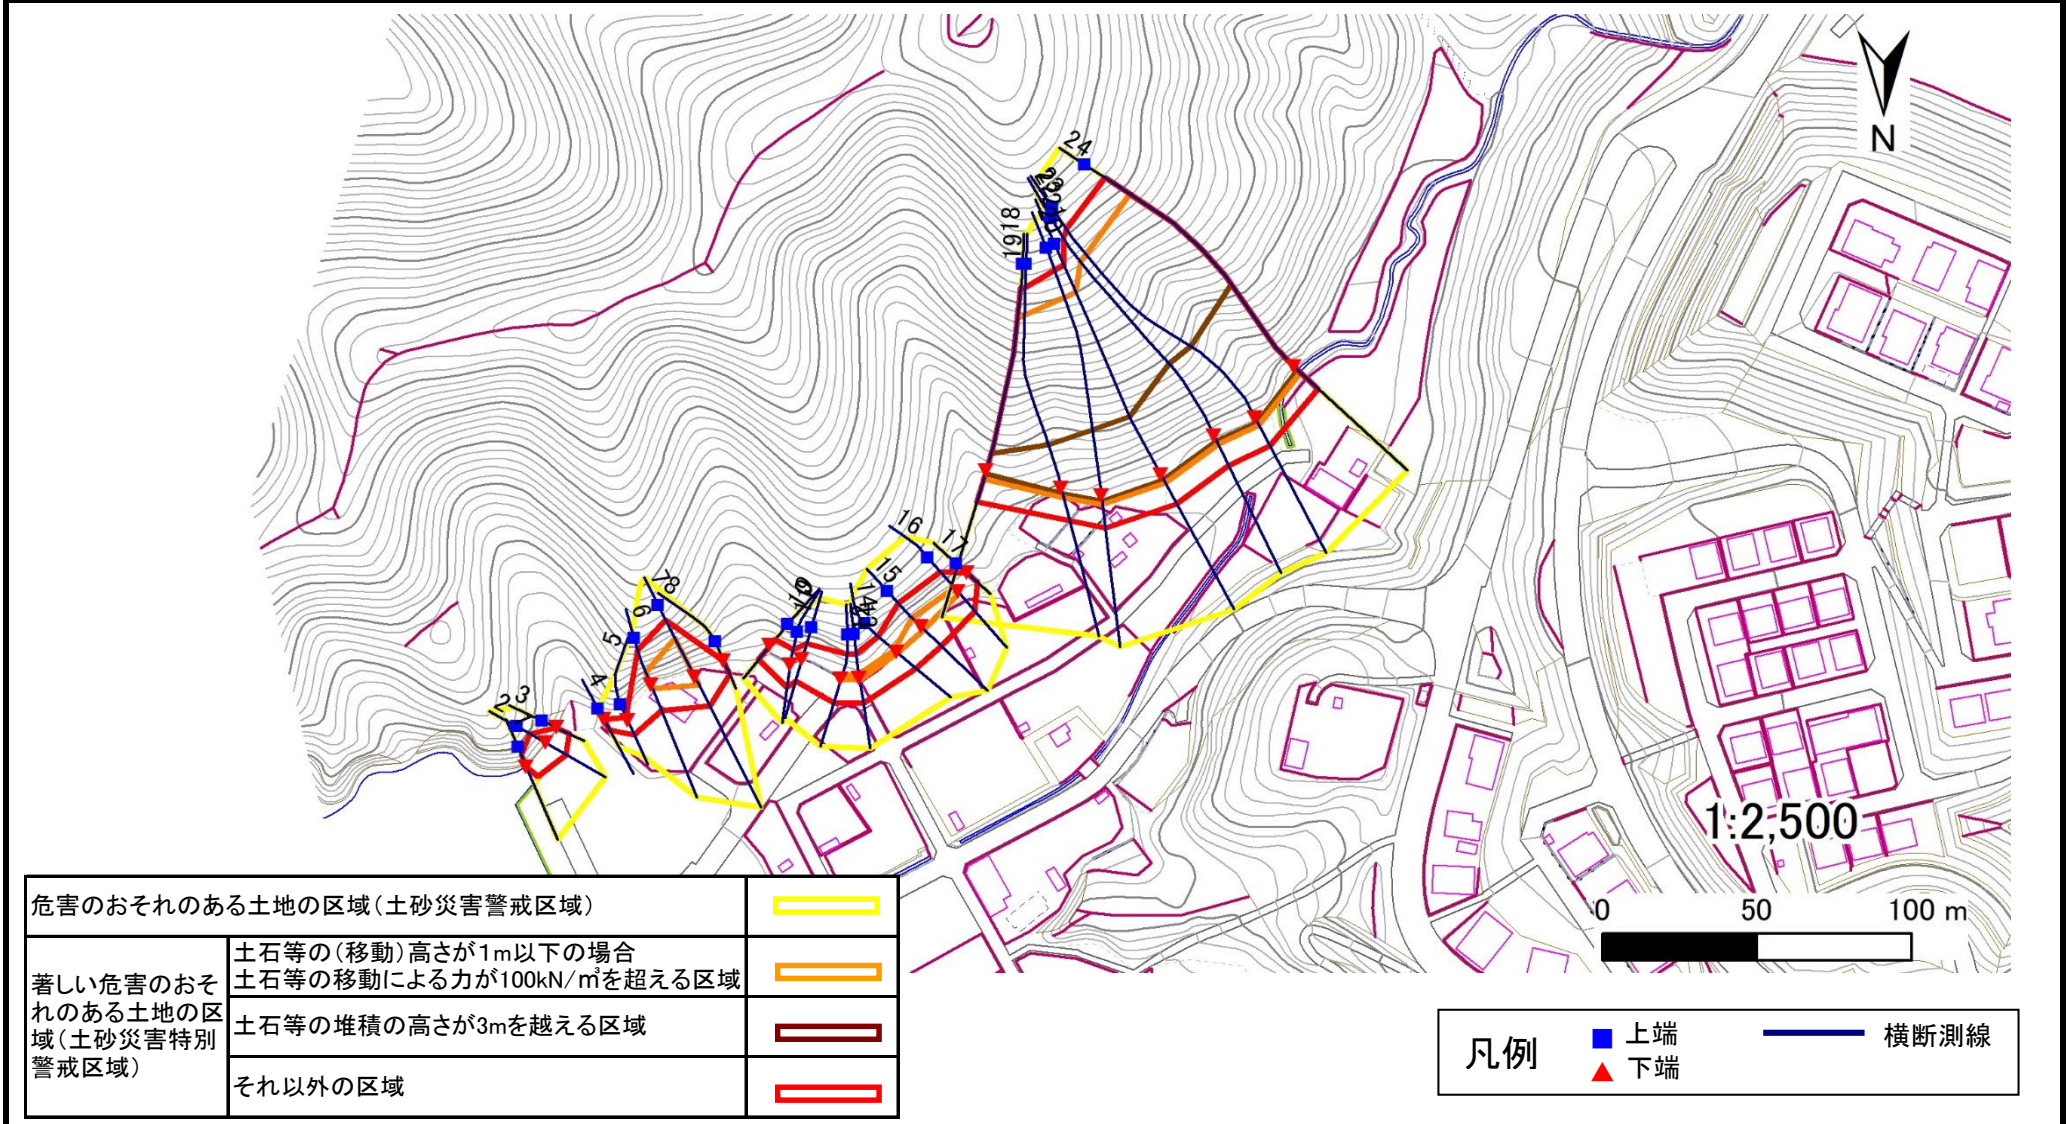 N
24
18
19
16
17
15
14
7
8
6
5
4
3
2
1:2,500
0 50 100 m
危害のおそれのある土地の区域(土砂災害警戒区域)
著しい危害のおそ
れのある土地の区
域(土砂災害特別
警戒区域)
土石等の(移動)高さが1m以下の場合
土石等の移動による力が100kN/㎡を超える区域
土石等の堆積の高さが3mを越える区域
それ以外の区域
凡例
上端
下端
横断測線